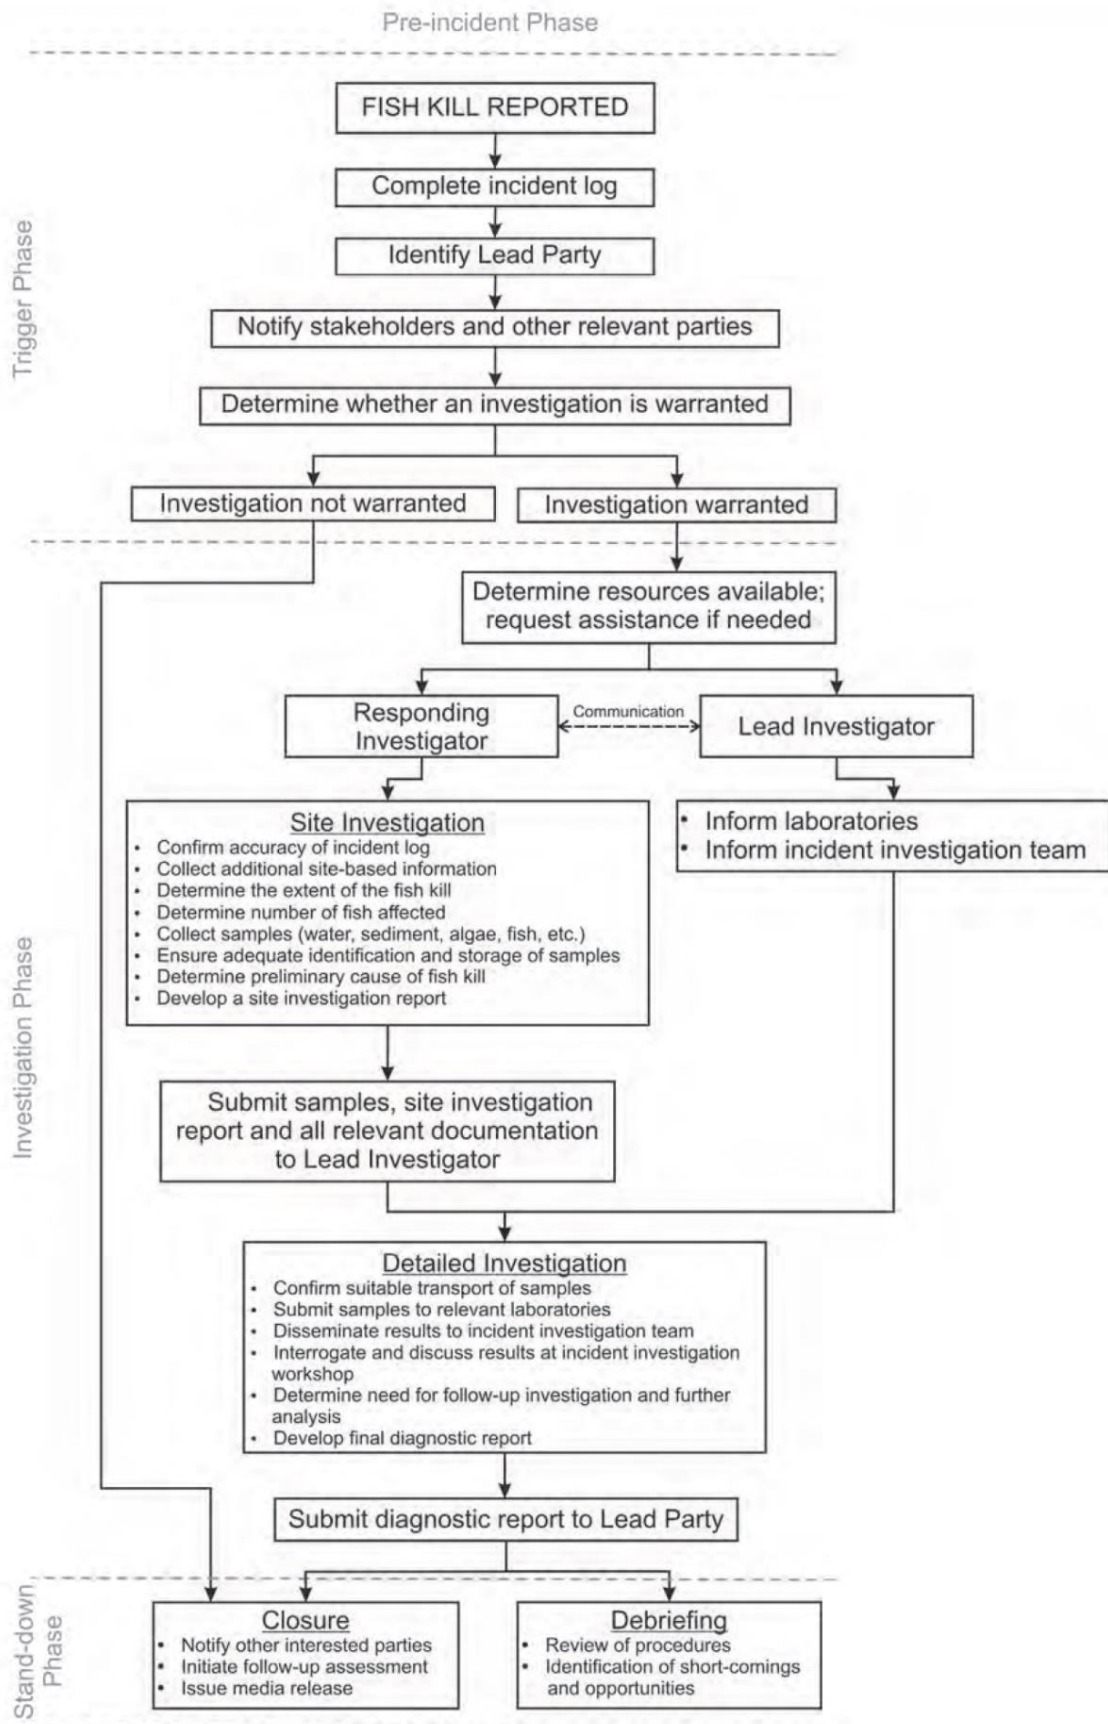 Pre-incident Phase
FISH KILL REPORTED
Complete incident log
Identify Lead Party
Notify stakeholders and other relevant parties
Determine whether an investigation is warranted
Trigger Phase
Investigation not warranted
Investigation warranted
Determine resources available;
request assistance if needed
Responding
Investigator
Communication
Lead Investigator
Site Investigation
• Confirm accuracy of incident log
• Collect additional site-based information
• Determine the extent of the fish kill
• Determine number of fish affected
• Collect samples (water, sediment, algae, fish, etc.)
• Ensure adequate identification and storage of samples
• Determine preliminary cause of fish kill
• Develop a site investigation report
• Inform laboratories
• Inform incident investigation team
Investigation Phase
Submit samples, site investigation
report and all relevant documentation
to Lead Investigator
Detailed Investigation
• Confirm suitable transport of samples
• Submit samples to relevant laboratories
• Disseminate results to incident investigation team
• Interrogate and discuss results at incident investigation
workshop
• Determine need for follow-up investigation and further
analysis
• Develop final diagnostic report
Submit diagnostic report to Lead Party
Stand-down
Phase
Closure
• Notify other interested parties
• Initiate follow-up assessment
• Issue media release
Debriefing
• Review of procedures
• Identification of short-comings
and opportunities